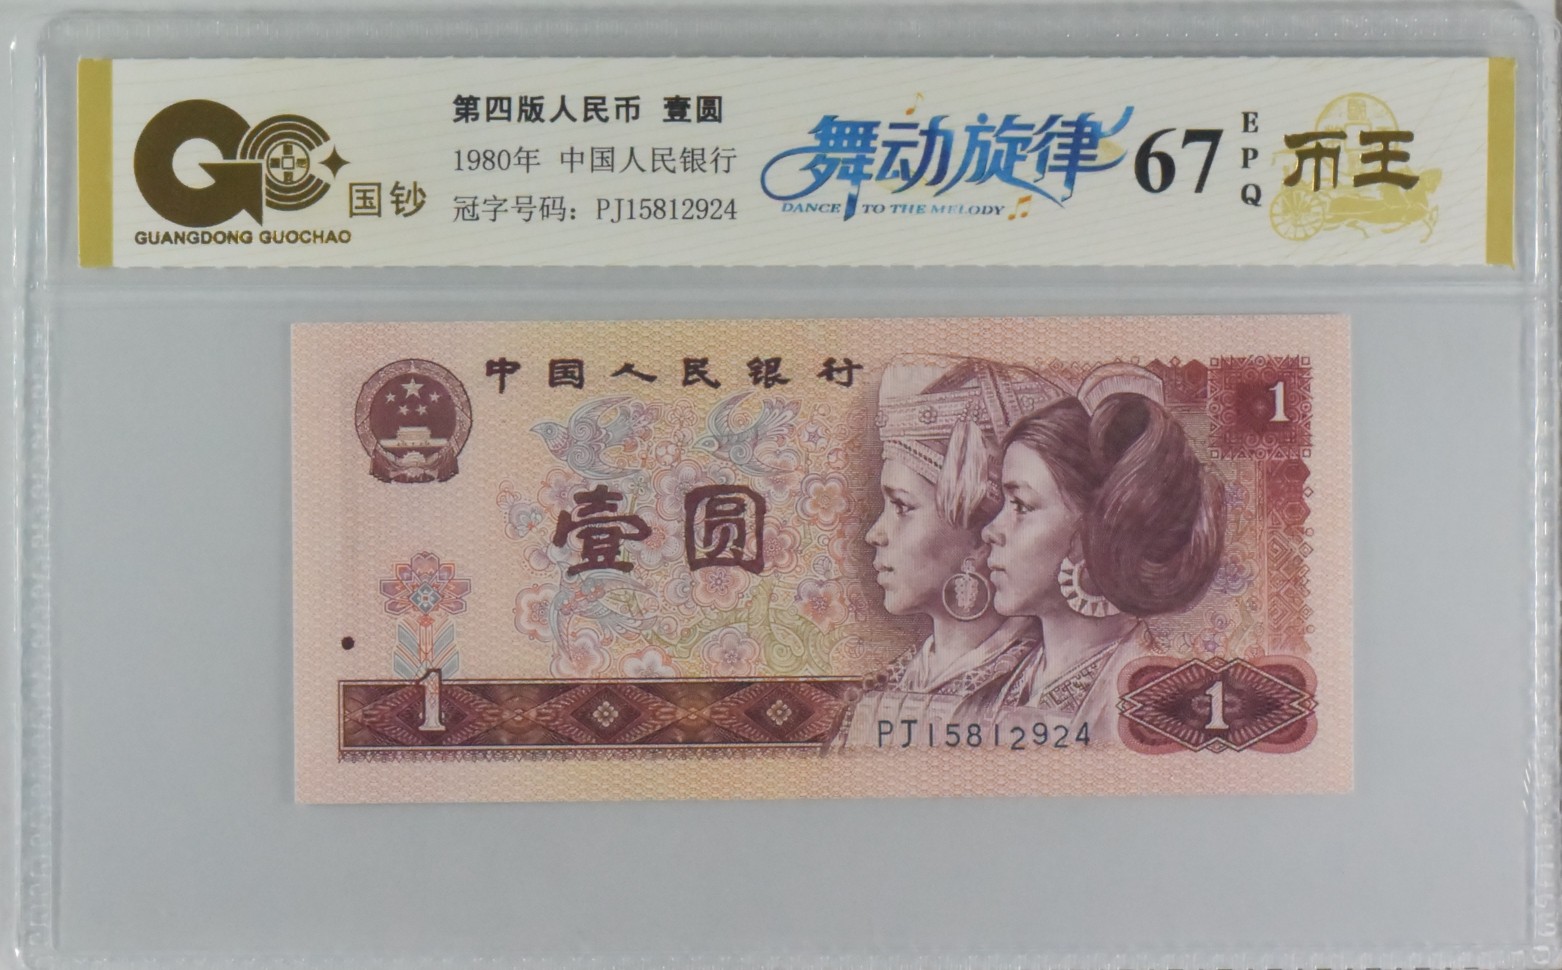 国钞
GUANGDONG GUOCHAO
第四版人民币 壹圆
1980年 中国人民银行
冠字号码：PJ15812924
舞动旋律
DANCE TO THE MELODY
67
EPQ
币王
中国人民银行
1
壹圆
1
PJ15812924
1